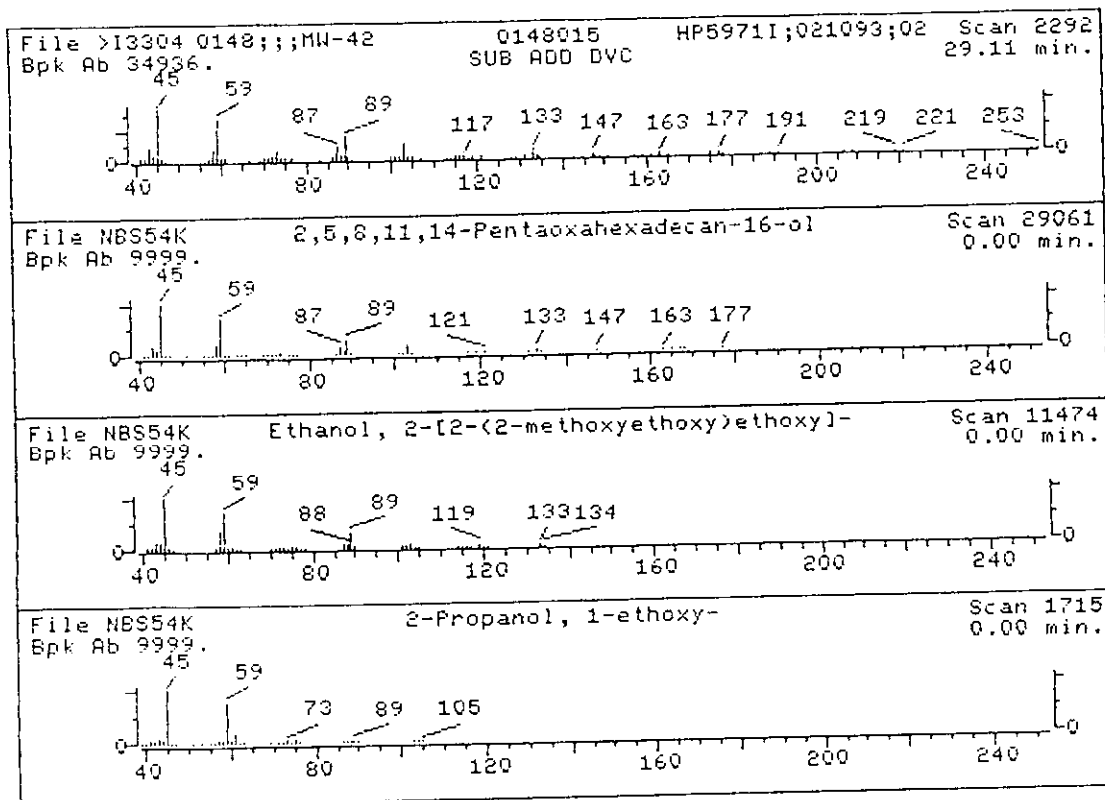 File >I3304 0148;;;MW-42 0148015 HP5971I;021093;02 Scan 2292
Bpk Ab 34936. SUB ADD DVC 29.11 min.
45 59 87 89 117 133 147 163 177 191 219 221 253
0 0
40 80 120 160 200 240
File NBS54K 2,5,8,11,14-Pentaoxahexadecan-16-ol Scan 29061
Bpk Ab 9999. 0.00 min.
45 59 87 89 121 133 147 163 177
0 0
40 80 120 160 200 240
File NBS54K Ethanol, 2-[2-(2-methoxyethoxy)ethoxy]- Scan 11474
Bpk Ab 9999. 0.00 min.
45 59 88 89 119 133 134
0 0
40 80 120 160 200 240
File NBS54K 2-Propanol, 1-ethoxy- Scan 1715
Bpk Ab 9999. 0.00 min.
45 59 73 89 105
0 0
40 80 120 160 200 240